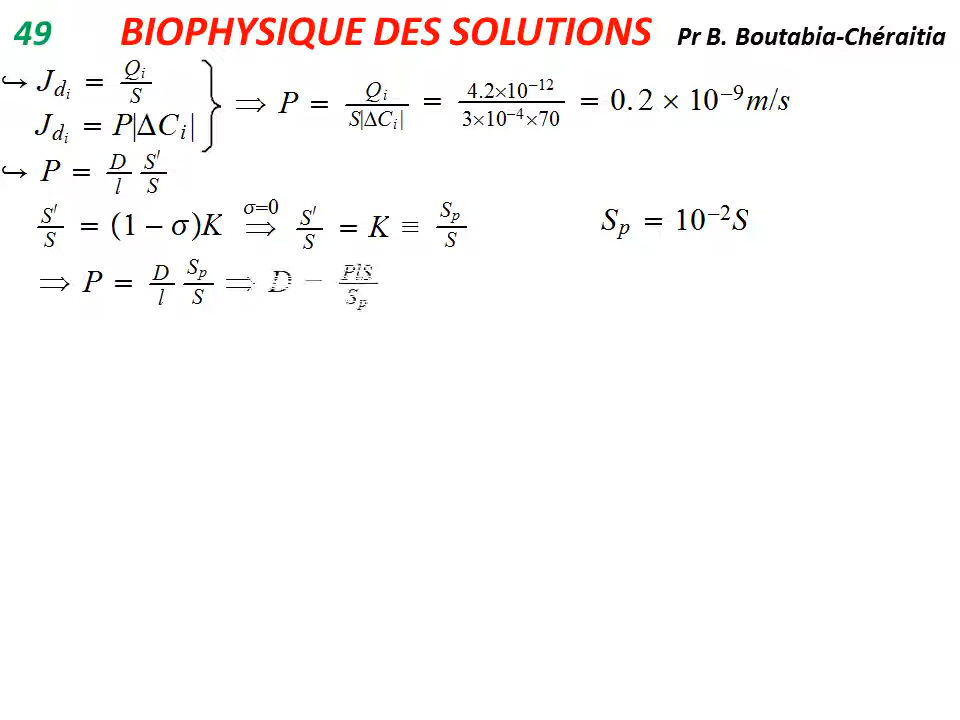 49 BIOPHYSIQUE DES SOLUTIONS Pr B. Boutabia-Chéraitia
↪ J_{d_i} = Q_i/S
J_{d_i} = P|ΔC_i| } ⇒ P = Q_i/(S|ΔC_i|) = (4.2×10^{−12})/(3×10^{−4}×70) = 0.2 × 10^{−9} m/s
↪ P = D/l S′/S
S′/S = (1 − σ)K σ=0 ⇒ S′/S = K ≡ S_p/S S_p = 10^{−2}S
⇒ P = D/l S_p/S ⇒ D = PlS/S_p